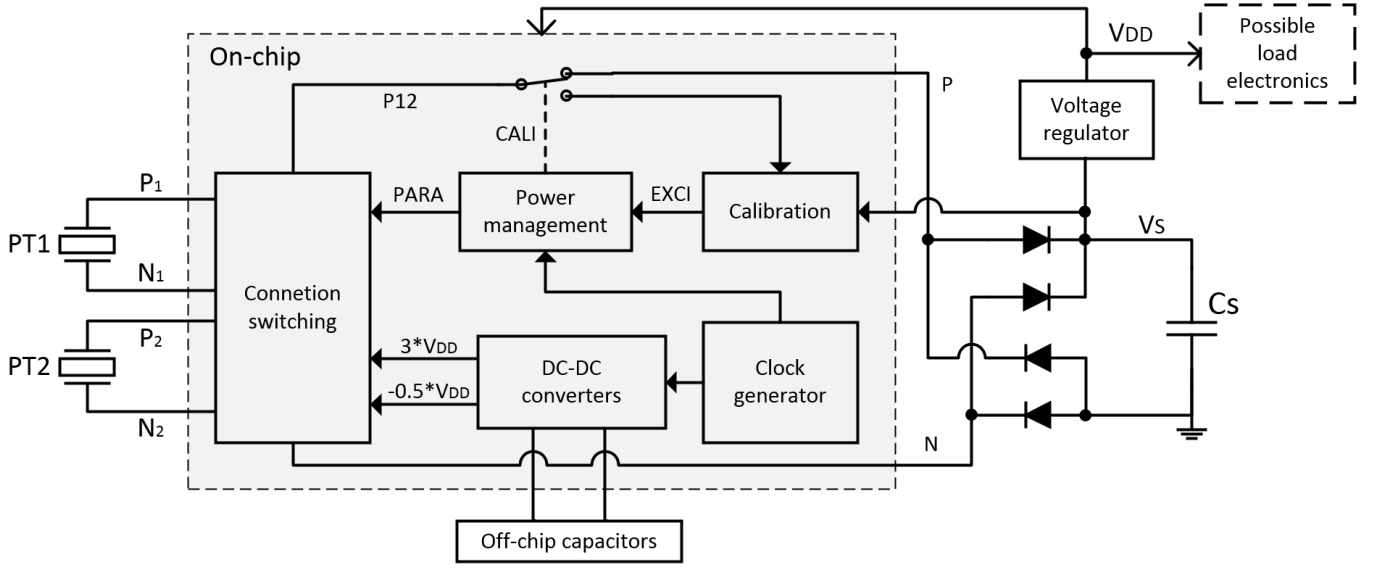 On-chip
P12
CALI
P
VDD
Possible
load
electronics
Voltage
regulator
P1
PT1
N1
P2
PT2
N2
Connetion
switching
PARA
Power
management
EXCI
Calibration
VS
CS
3*VDD
-0.5*VDD
DC-DC
converters
Clock
generator
N
Off-chip capacitors